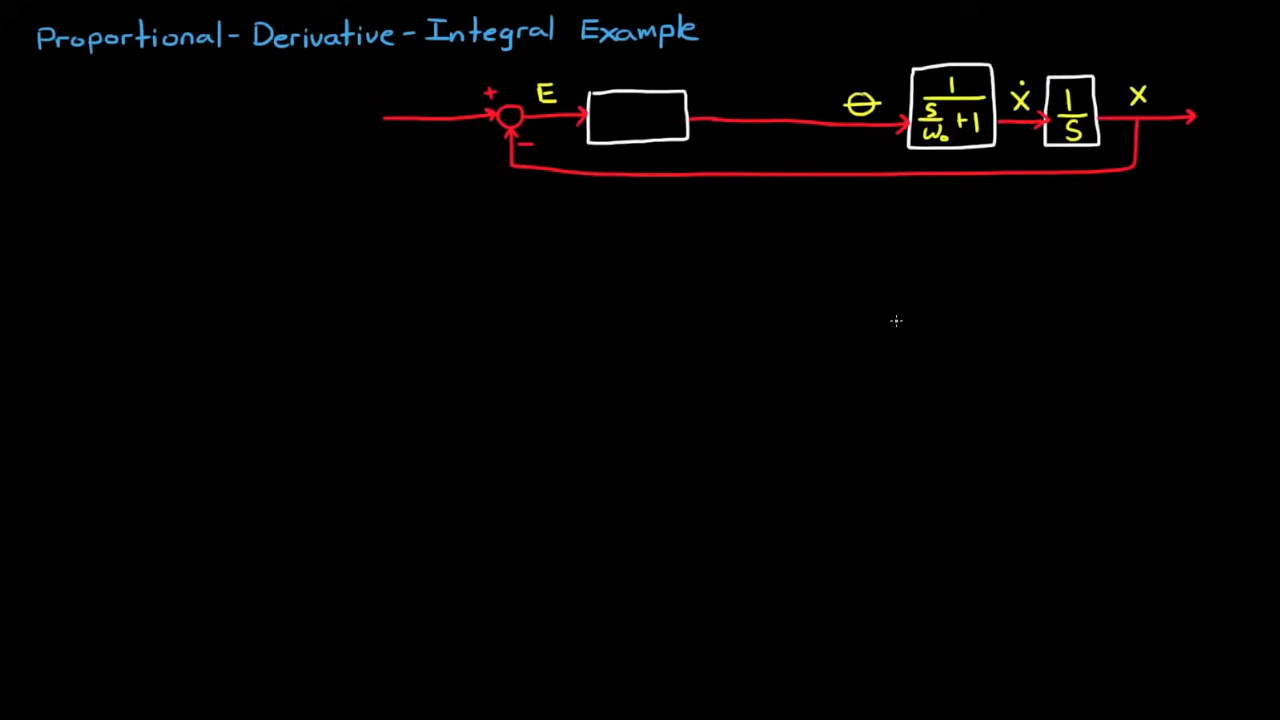 Proportional-Derivative-Integral Example
+ E Θ 1/(s/ω₀ + 1) Ẋ 1/S X
−